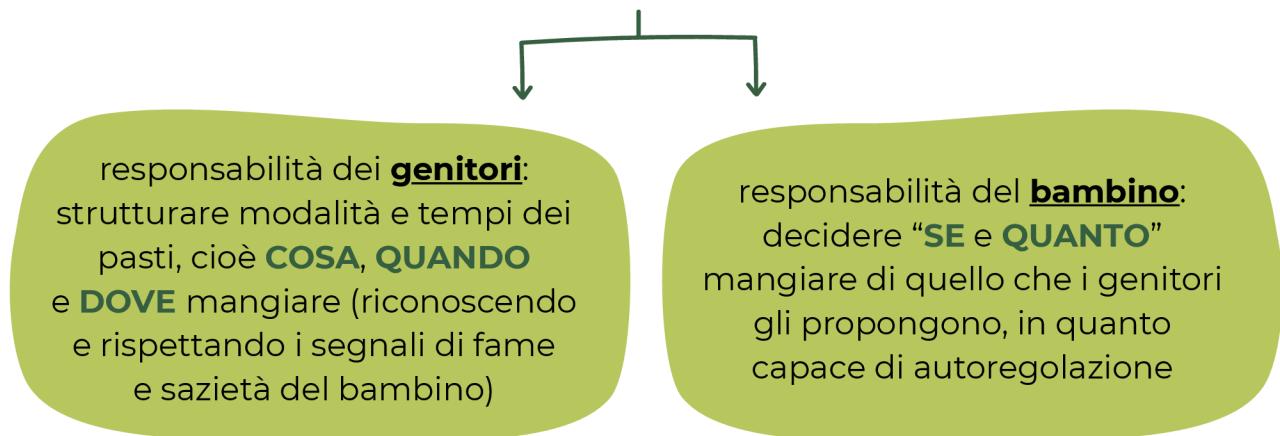 responsabilità dei genitori:
strutturare modalità e tempi dei
pasti, cioè COSA, QUANDO
e DOVE mangiare (riconoscendo
e rispettando i segnali di fame
e sazietà del bambino)
responsabilità del bambino:
decidere “SE e QUANTO”
mangiare di quello che i genitori
gli propongono, in quanto
capace di autoregolazione